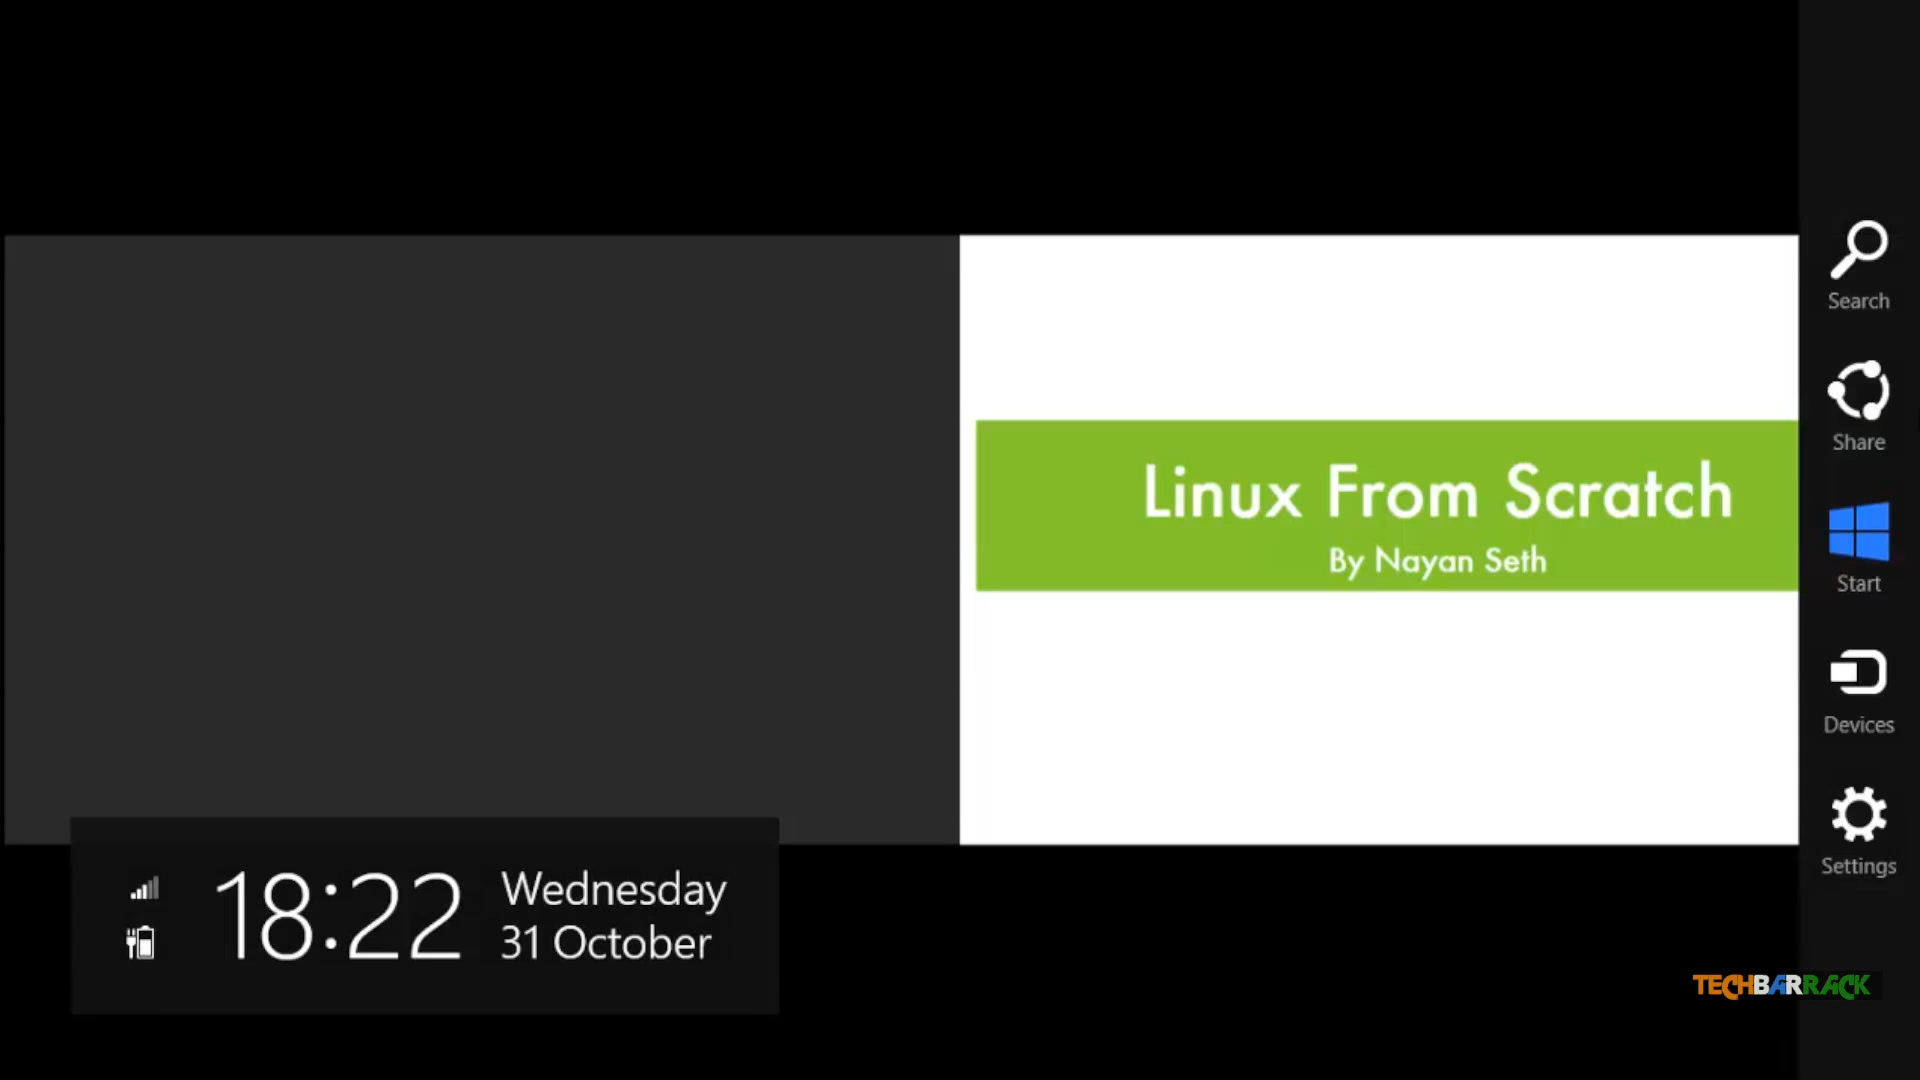 Linux From Scratch
By Nayan Seth
Search
Share
Start
Devices
Settings
18:22
Wednesday
31 October
TECHBARRACK